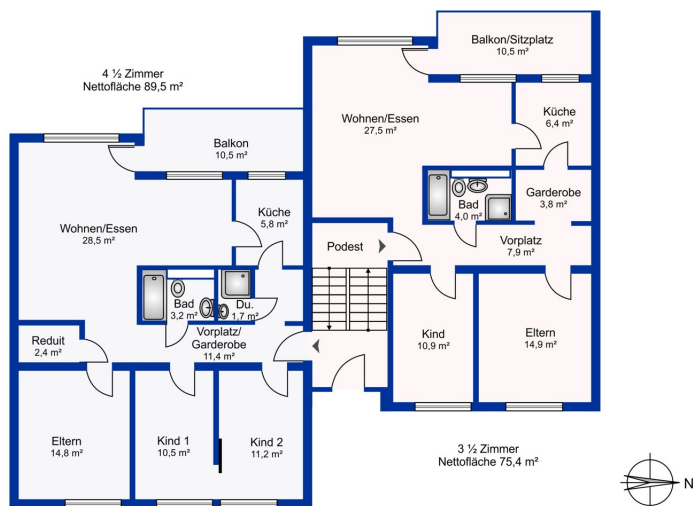 4 ½ Zimmer
Nettofläche 89,5 m²
Balkon
10,5 m²
Wohnen/Essen
28,5 m²
Küche
5,8 m²
Bad
3,2 m²
Du.
1,7 m²
Vorplatz/
Garderobe
11,4 m²
Reduit
2,4 m²
Eltern
14,8 m²
Kind 1
10,5 m²
Kind 2
11,2 m²
Podest
Balkon/Sitzplatz
10,5 m²
Wohnen/Essen
27,5 m²
Küche
6,4 m²
Bad
4,0 m²
Garderobe
3,8 m²
Vorplatz
7,9 m²
Kind
10,9 m²
Eltern
14,9 m²
3 ½ Zimmer
Nettofläche 75,4 m²
N